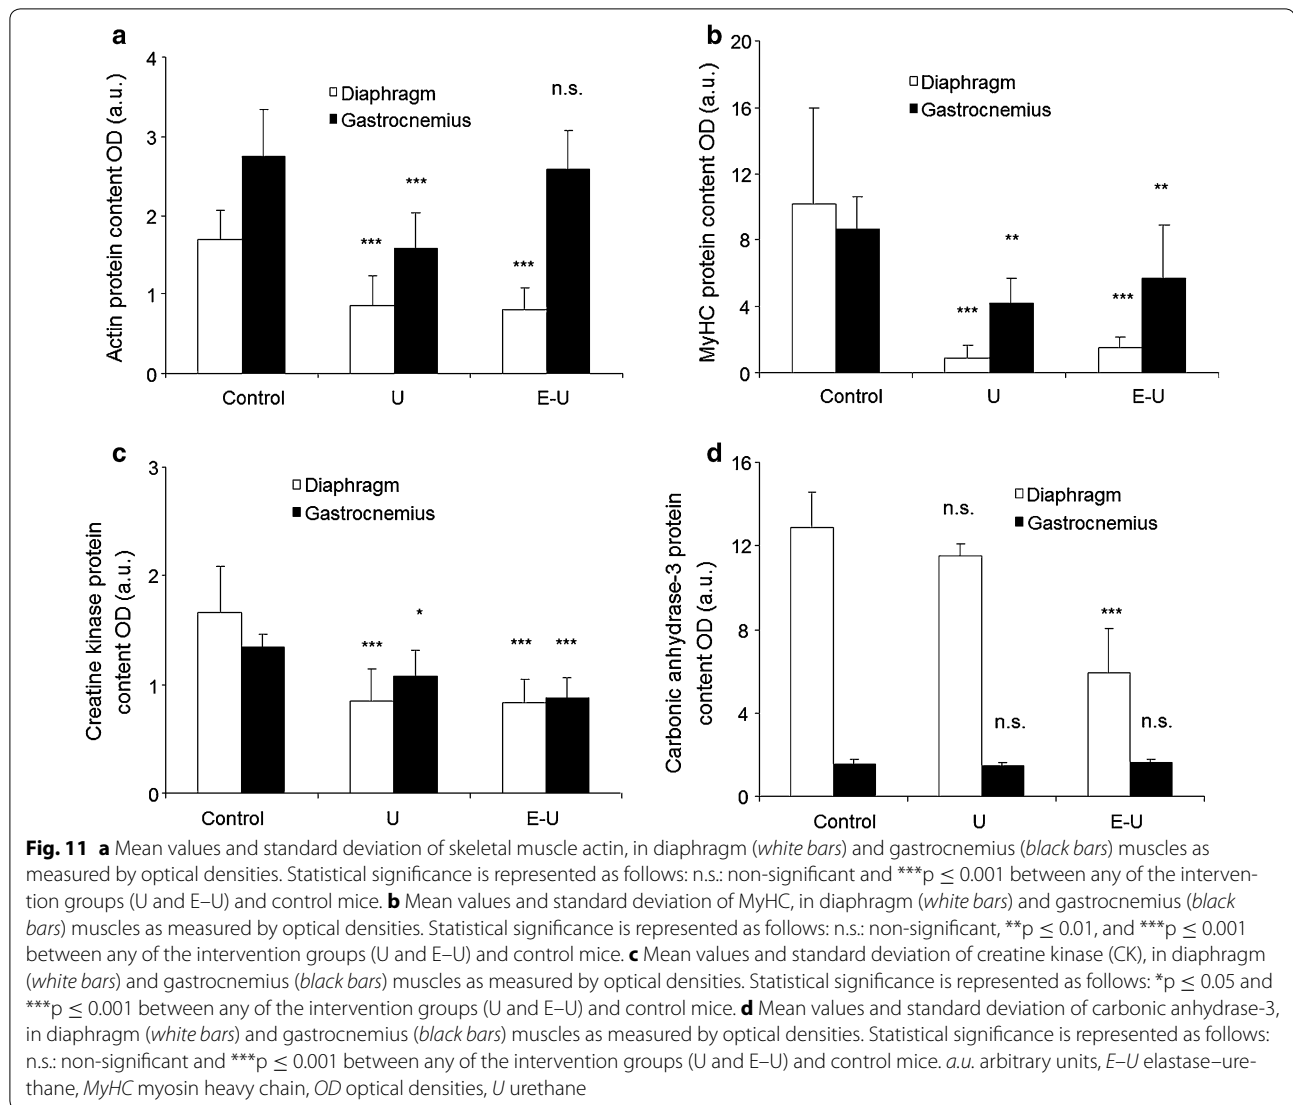 a
4
3
2
1
0
Actin protein content OD (a.u.)
Diaphragm
Gastrocnemius
n.s.
***
***
***
Control U E-U
b
20
16
12
8
4
0
MyHC protein content OD (a.u.)
Diaphragm
Gastrocnemius
**
**
***
***
Control U E-U
c
3
2
1
0
Creatine kinase protein
content OD (a.u.)
Diaphragm
Gastrocnemius
***
*
***
***
Control U E-U
d
16
12
8
4
0
Carbonic anhydrase-3 protein
content OD (a.u.)
Diaphragm
Gastrocnemius
n.s.
***
n.s.
n.s.
Control U E-U
Fig. 11 a Mean values and standard deviation of skeletal muscle actin, in diaphragm (white bars) and gastrocnemius (black bars) muscles as
measured by optical densities. Statistical significance is represented as follows: n.s.: non-significant and ***p ≤ 0.001 between any of the interven-
tion groups (U and E–U) and control mice. b Mean values and standard deviation of MyHC, in diaphragm (white bars) and gastrocnemius (black
bars) muscles as measured by optical densities. Statistical significance is represented as follows: n.s.: non-significant, **p ≤ 0.01, and ***p ≤ 0.001
between any of the intervention groups (U and E–U) and control mice. c Mean values and standard deviation of creatine kinase (CK), in diaphragm
(white bars) and gastrocnemius (black bars) muscles as measured by optical densities. Statistical significance is represented as follows: *p ≤ 0.05 and
***p ≤ 0.001 between any of the intervention groups (U and E–U) and control mice. d Mean values and standard deviation of carbonic anhydrase-3,
in diaphragm (white bars) and gastrocnemius (black bars) muscles as measured by optical densities. Statistical significance is represented as follows:
n.s.: non-significant and ***p ≤ 0.001 between any of the intervention groups (U and E–U) and control mice. a.u. arbitrary units, E–U elastase–ure-
thane, MyHC myosin heavy chain, OD optical densities, U urethane